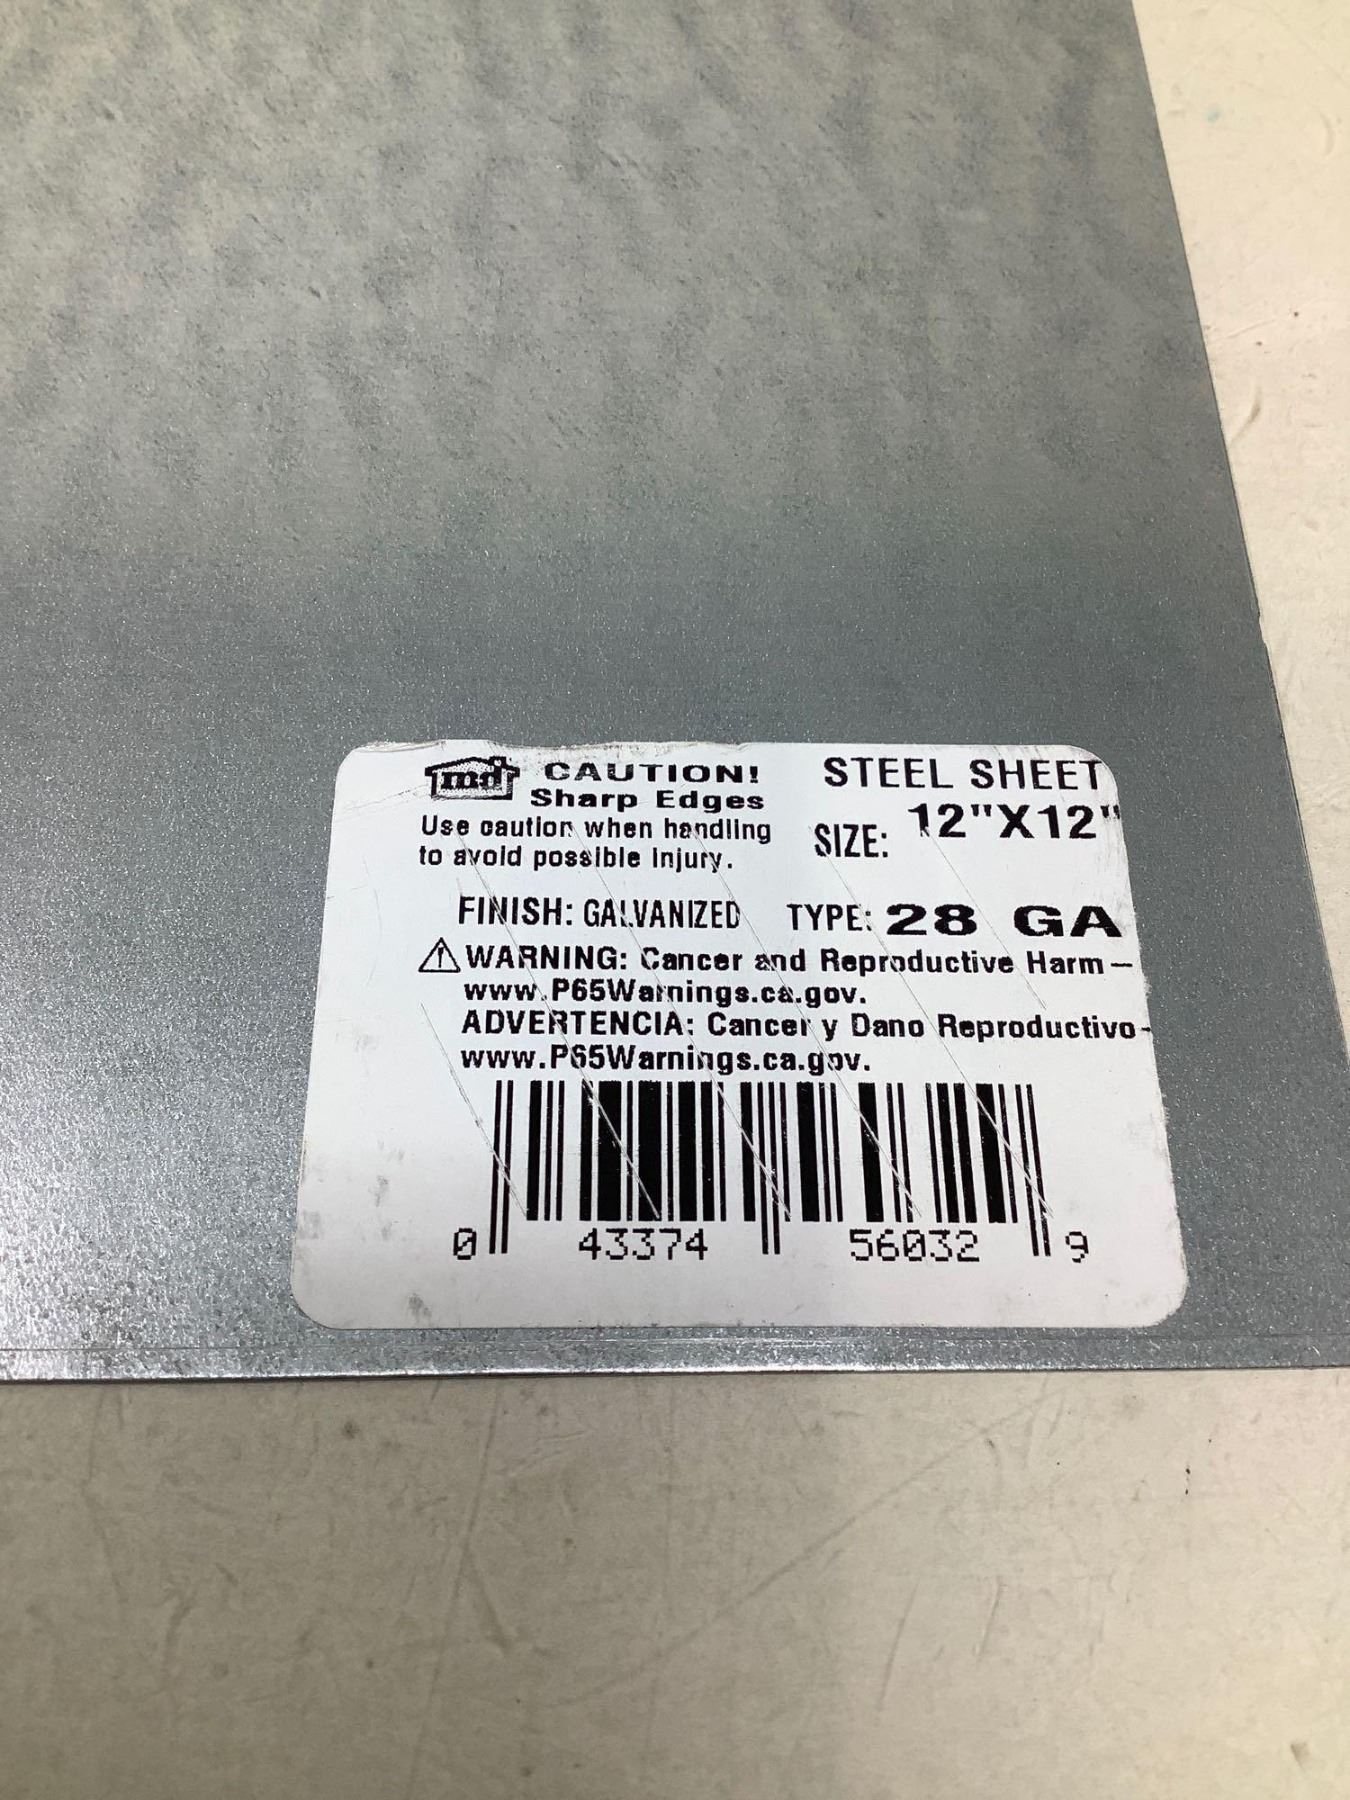 md
CAUTION!
Sharp Edges
Use caution when handling
to avoid possible injury.
STEEL SHEET
SIZE: 12"X12"
FINISH: GALVANIZED TYPE: 28 GA
WARNING: Cancer and Reproductive Harm –
www.P65Warnings.ca.gov.
ADVERTENCIA: Cancer y Dano Reproductivo-
www.P65Warnings.ca.gov.
0 43374 56032 9